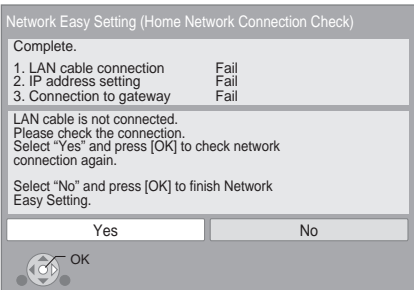 Network Easy Setting (Home Network Connection Check)
Complete.
1. LAN cable connection Fail
2. IP address setting Fail
3. Connection to gateway Fail
LAN cable is not connected.
Please check the connection.
Select “Yes” and press [OK] to check network
connection again.
Select “No” and press [OK] to finish Network
Easy Setting.
Yes No
OK